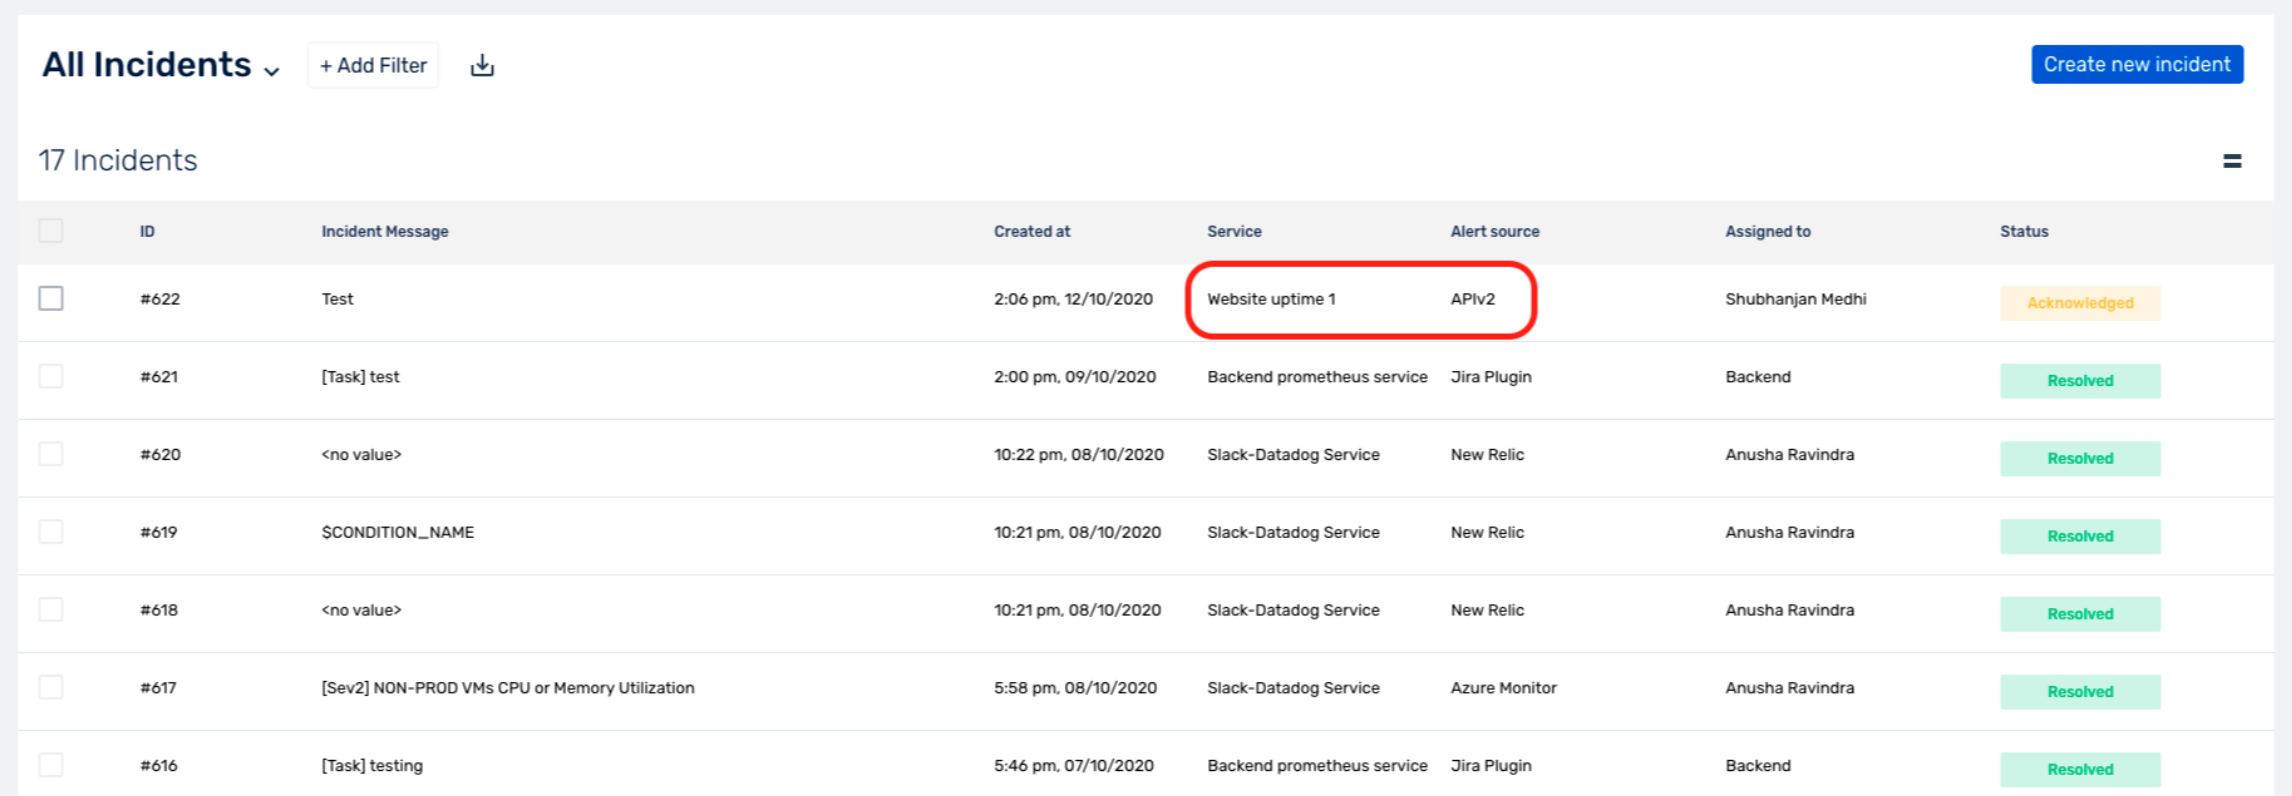 All Incidents + Add Filter Create new incident
17 Incidents
ID Incident Message Created at Service Alert source Assigned to Status
#622 Test 2:06 pm, 12/10/2020 Website uptime 1 APIv2 Shubhanjan Medhi Acknowledged
#621 [Task] test 2:00 pm, 09/10/2020 Backend prometheus service Jira Plugin Backend Resolved
#620 <no value> 10:22 pm, 08/10/2020 Slack-Datadog Service New Relic Anusha Ravindra Resolved
#619 $CONDITION_NAME 10:21 pm, 08/10/2020 Slack-Datadog Service New Relic Anusha Ravindra Resolved
#618 <no value> 10:21 pm, 08/10/2020 Slack-Datadog Service New Relic Anusha Ravindra Resolved
#617 [Sev2] NON-PROD VMs CPU or Memory Utilization 5:58 pm, 08/10/2020 Slack-Datadog Service Azure Monitor Anusha Ravindra Resolved
#616 [Task] testing 5:46 pm, 07/10/2020 Backend prometheus service Jira Plugin Backend Resolved